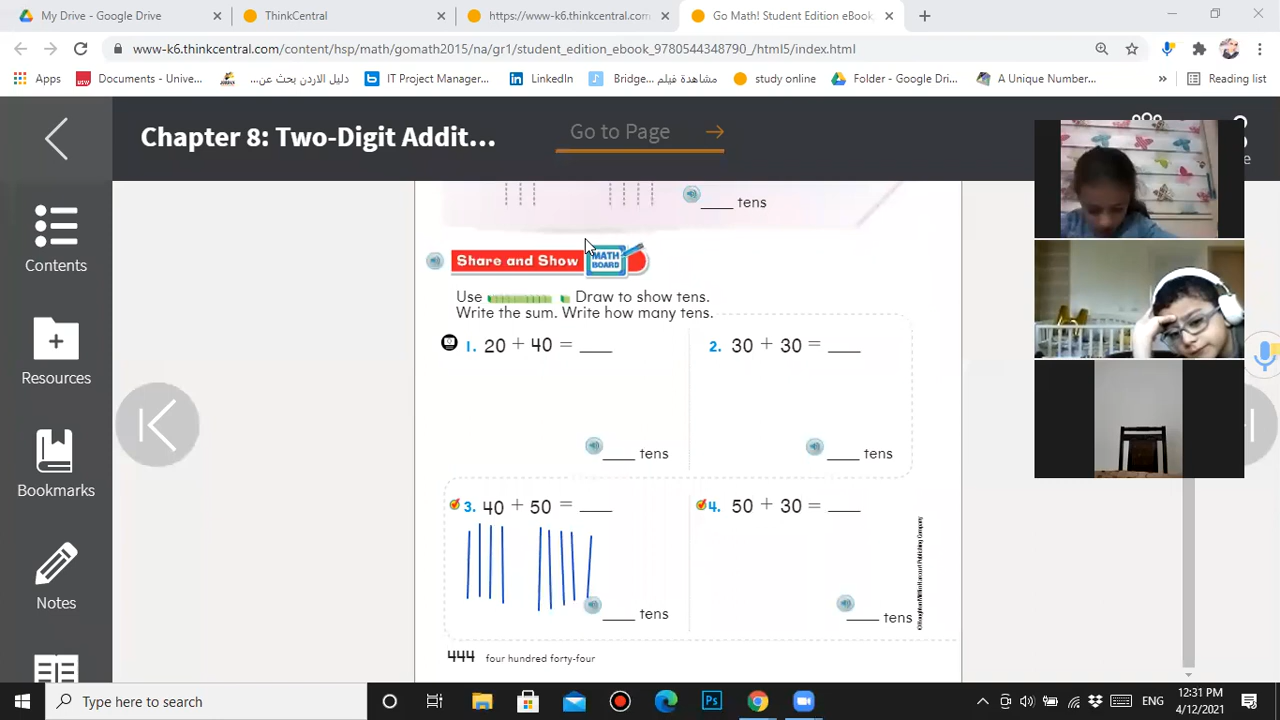 My Drive - Google Drive
ThinkCentral
https://www-k6.thinkcentral.com/
Go Math! Student Edition eBook
www-k6.thinkcentral.com/content/hsp/math/gomath2015/na/gr1/student_edition_ebook_9780544348790_/html5/index.html
Apps
Documents - Unive...
دليل الاردن بحث عن...
IT Project Manager...
LinkedIn
Bridge... مشاهدة فيلم
study online
Folder - Google Dri...
A Unique Number...
»
Reading list
Chapter 8: Two-Digit Addit...
Go to Page
Contents
Resources
Bookmarks
Notes
____ tens
Share and Show
MATH
BOARD
Use Draw to show tens.
Write the sum. Write how many tens.
1. 20 + 40 = ____
2. 30 + 30 = ____
____ tens
____ tens
3. 40 + 50 = ____
4. 50 + 30 = ____
____ tens
____ tens
444 four hundred forty-four
©Houghton Mifflin Harcourt Publishing Company
Type here to search
ENG
12:31 PM
4/12/2021